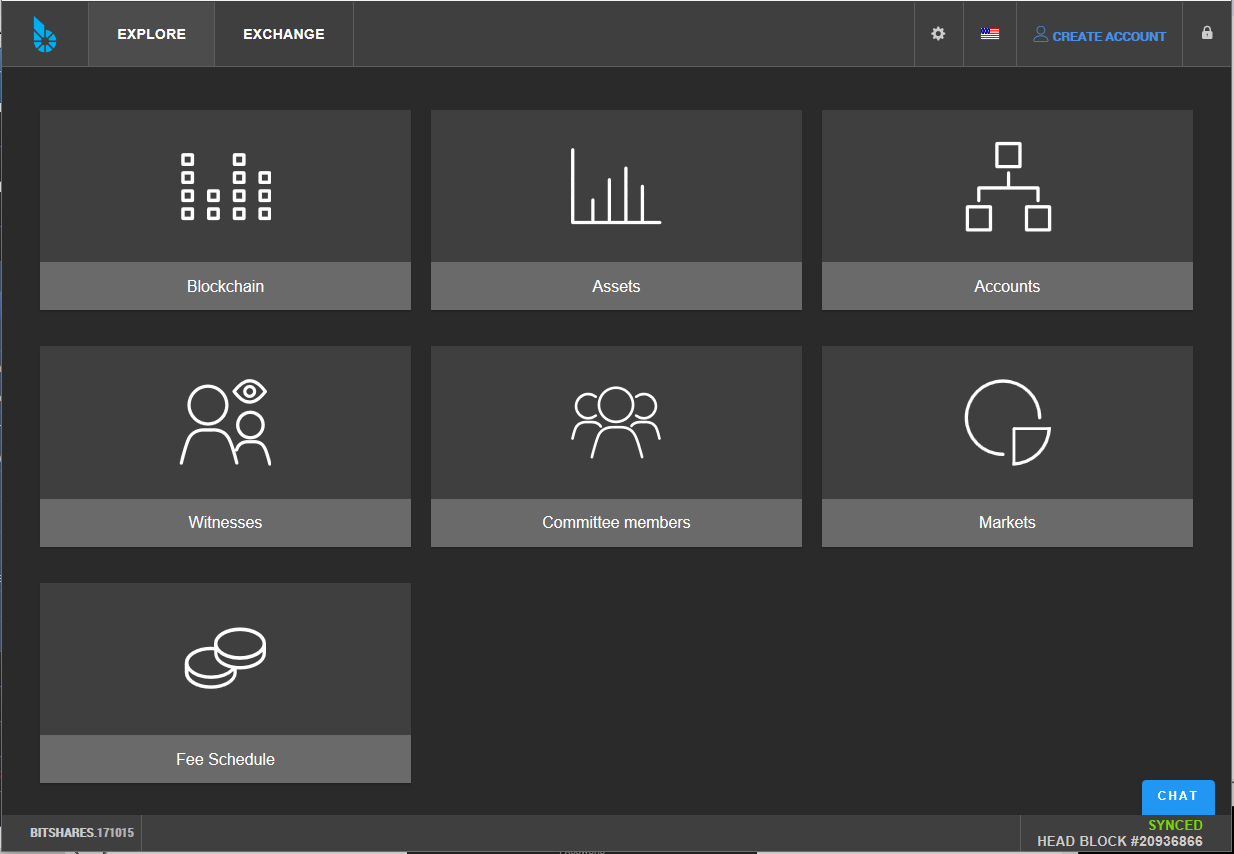 EXPLORE
EXCHANGE
CREATE ACCOUNT
Blockchain
Assets
Accounts
Witnesses
Committee members
Markets
Fee Schedule
CHAT
BITSHARES.171015
SYNCED
HEAD BLOCK #20936866